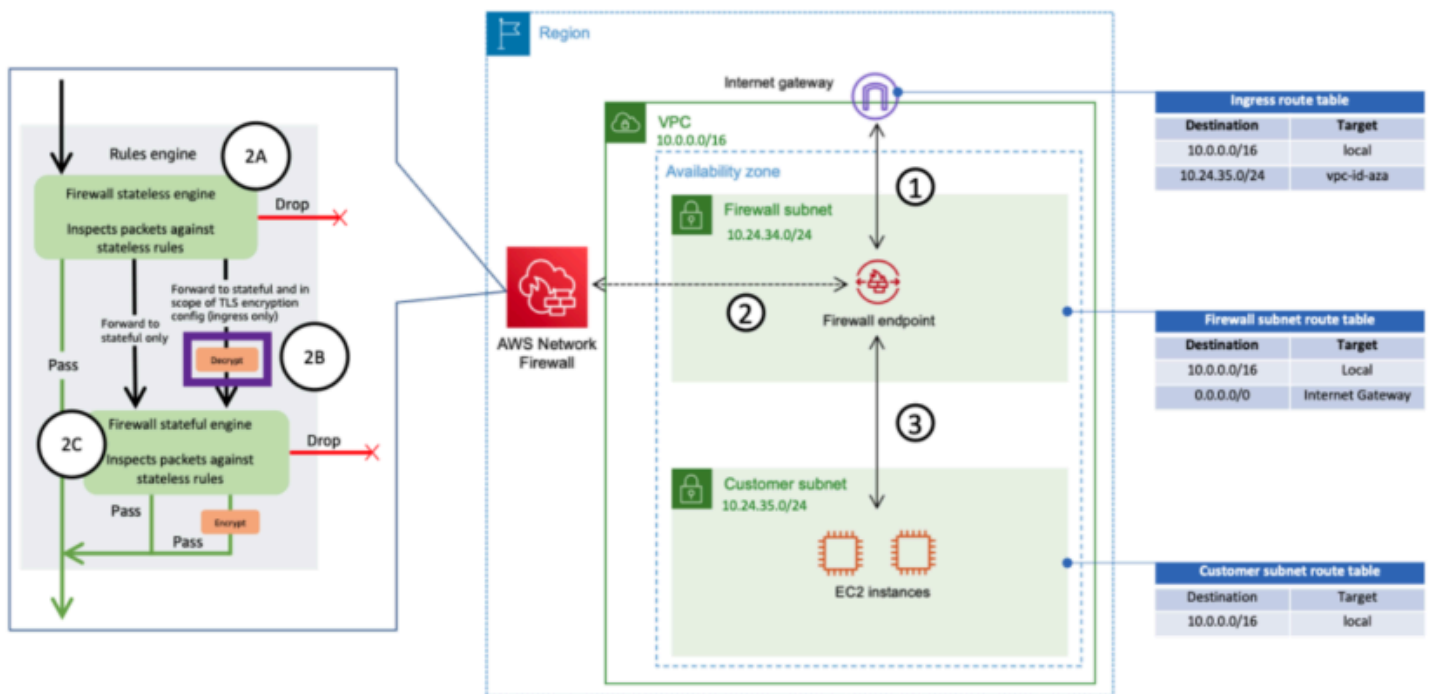 Region
Internet gateway
VPC
10.0.0.0/16
Availability zone
1
Firewall subnet
10.24.34.0/24
2
Firewall endpoint
AWS Network
Firewall
3
Customer subnet
10.24.35.0/24
EC2 instances
Rules engine
2A
Firewall stateless engine
Inspects packets against
stateless rules
Drop
Forward to stateful and in
scope of TLS encryption
config (ingress only)
Forward to
stateful only
Pass
Decrypt
2B
2C
Firewall stateful engine
Inspects packets against
stateless rules
Drop
Pass
Encrypt
Pass
Ingress route table
Destination Target
10.0.0.0/16 local
10.24.35.0/24 vpc-id-aza
Firewall subnet route table
Destination Target
10.0.0.0/16 Local
0.0.0.0/0 Internet Gateway
Customer subnet route table
Destination Target
10.0.0.0/16 local